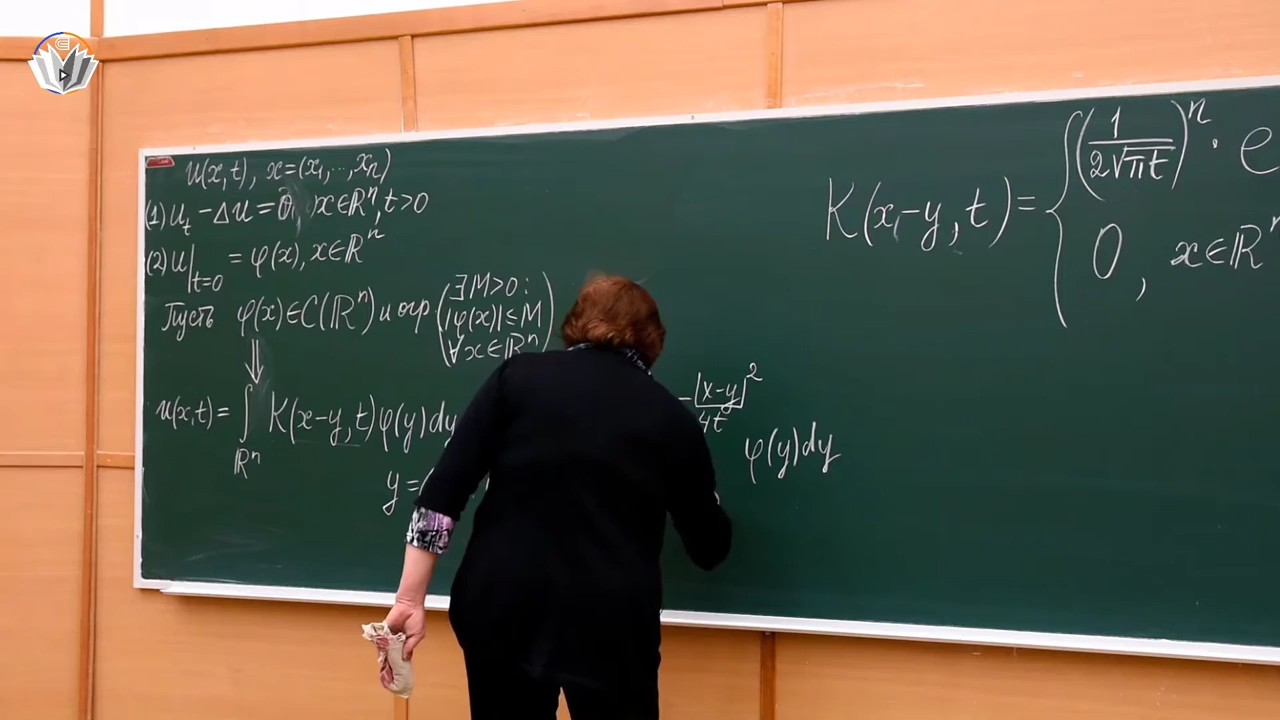 u(x,t), x=(x₁,...,xₙ)
(1) uₜ − Δu = 0, x∈ℝⁿ, t>0
(2) u|ₜ₌₀ = φ(x), x∈ℝⁿ
Пусть φ(x)∈C(ℝⁿ) и огр (∃M>0: |φ(x)|≤M ∀x∈ℝⁿ)
⇓
u(x,t) = ∫ℝⁿ K(x−y,t)φ(y)dy
−|x−y|²/4t φ(y)dy
y=(
K(x−y,t)= { (1/(2√πt))ⁿ · e
0, x∈ℝⁿ